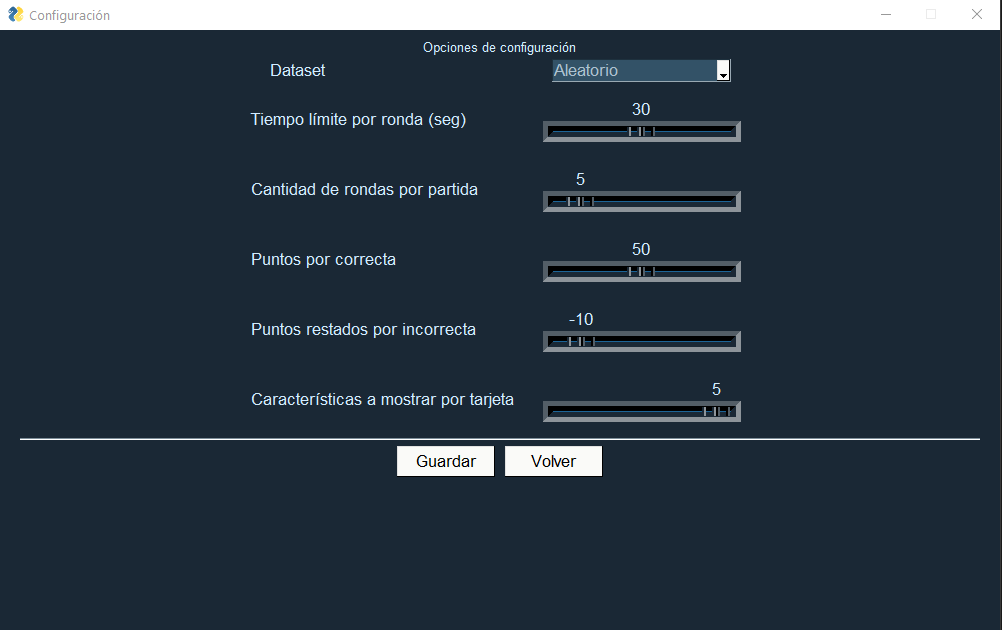 Configuración
Opciones de configuración
Dataset Aleatorio
30
Tiempo límite por ronda (seg)
5
Cantidad de rondas por partida
50
Puntos por correcta
-10
Puntos restados por incorrecta
5
Características a mostrar por tarjeta
Guardar Volver